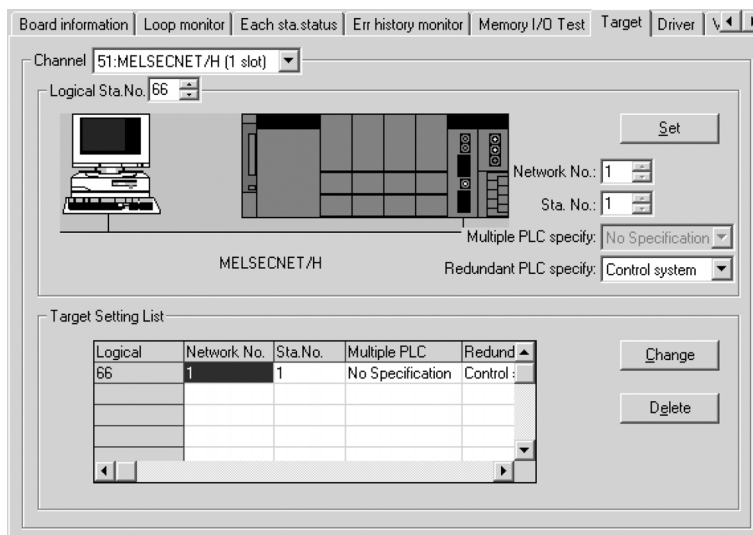 Board information Loop monitor Each sta.status Err history monitor Memory I/O Test Target Driver
Channel 51:MELSECNET/H (1 slot)
Logical Sta.No. 66
Set
Network No.: 1
Sta. No.: 1
Multiple PLC specify: No Specification
MELSECNET/H
Redundant PLC specify: Control system
Target Setting List
Logical Network No. Sta.No. Multiple PLC Redund
66 1 1 No Specification Control
Change
Delete